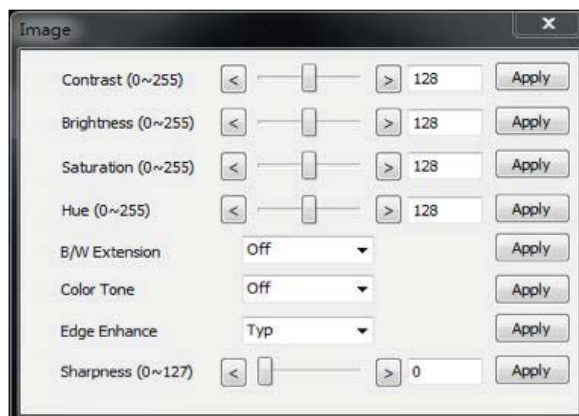 Image x
Contrast (0~255) < > 128 Apply
Brightness (0~255) < > 128 Apply
Saturation (0~255) < > 128 Apply
Hue (0~255) < > 128 Apply
B/W Extension Off Apply
Color Tone Off Apply
Edge Enhance Typ Apply
Sharpness (0~127) < > 0 Apply